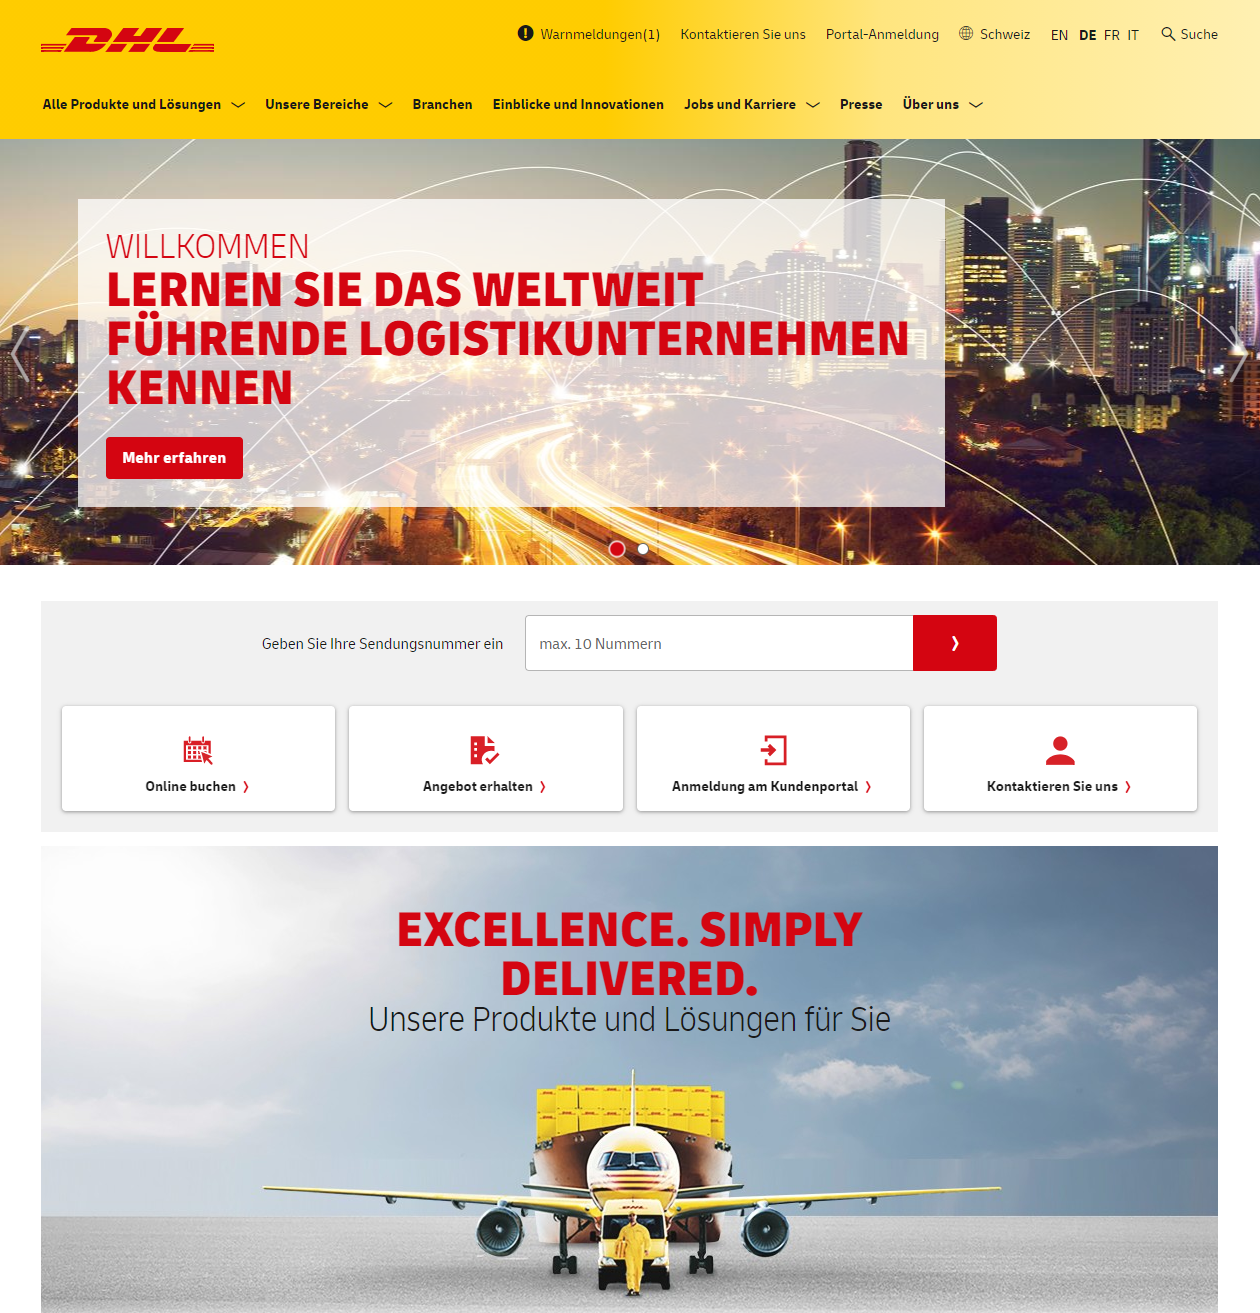 DHL
Warnmeldungen(1) Kontaktieren Sie uns Portal-Anmeldung Schweiz EN DE FR IT Suche
Alle Produkte und Lösungen Unsere Bereiche Branchen Einblicke und Innovationen Jobs und Karriere Presse Über uns
WILLKOMMEN
LERNEN SIE DAS WELTWEIT
FÜHRENDE LOGISTIKUNTERNEHMEN
KENNEN
Mehr erfahren
Geben Sie Ihre Sendungsnummer ein max. 10 Nummern
Online buchen Angebot erhalten Anmeldung am Kundenportal Kontaktieren Sie uns
EXCELLENCE. SIMPLY
DELIVERED.
Unsere Produkte und Lösungen für Sie
DHL